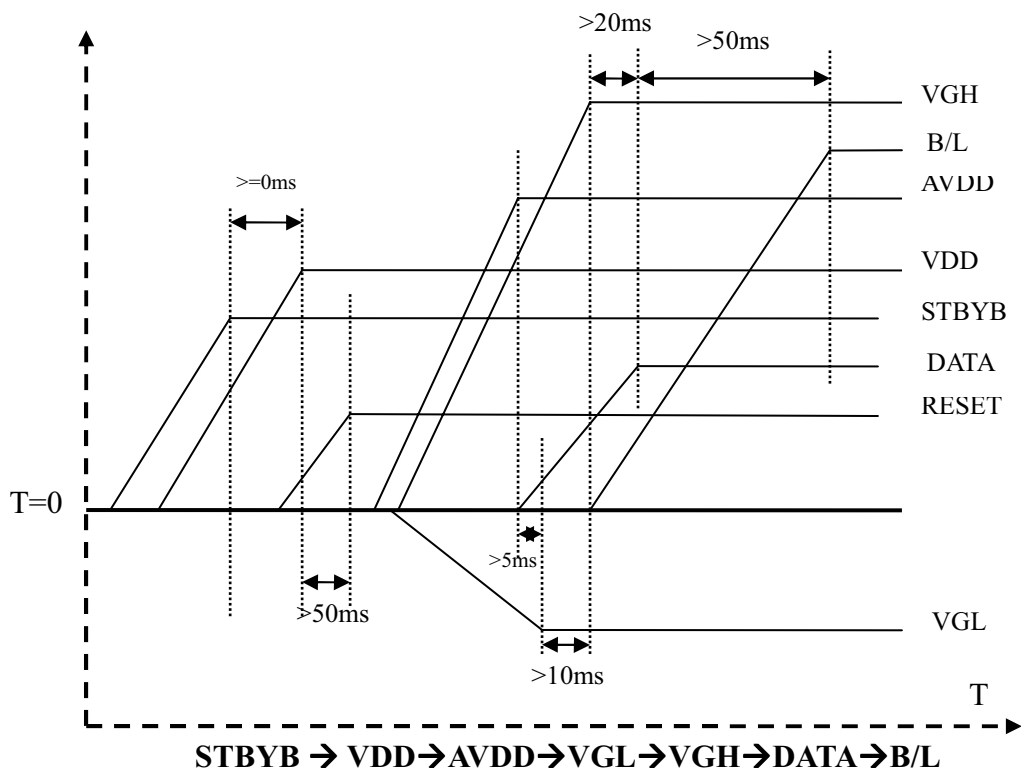 >20ms
>50ms
VGH
B/L
AVDD
>=0ms
VDD
STBYB
DATA
RESET
T=0
>5ms
>50ms
VGL
>10ms
T
STBYB → VDD→AVDD→VGL→VGH→DATA→B/L